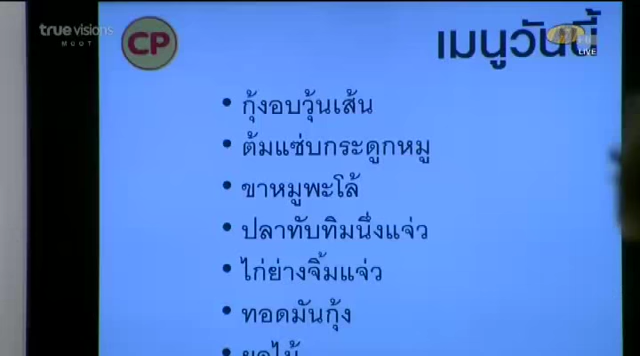 true visions
MCOT
CP
เมนูวันนี้
LIVE
• กุ้งอบวุ้นเส้น
• ต้มแซ่บกระดูกหมู
• ขาหมูพะโล้
• ปลาทับทิมนึ่งแจ่ว
• ไก่ย่างจิ้มแจ่ว
• ทอดมันกุ้ง